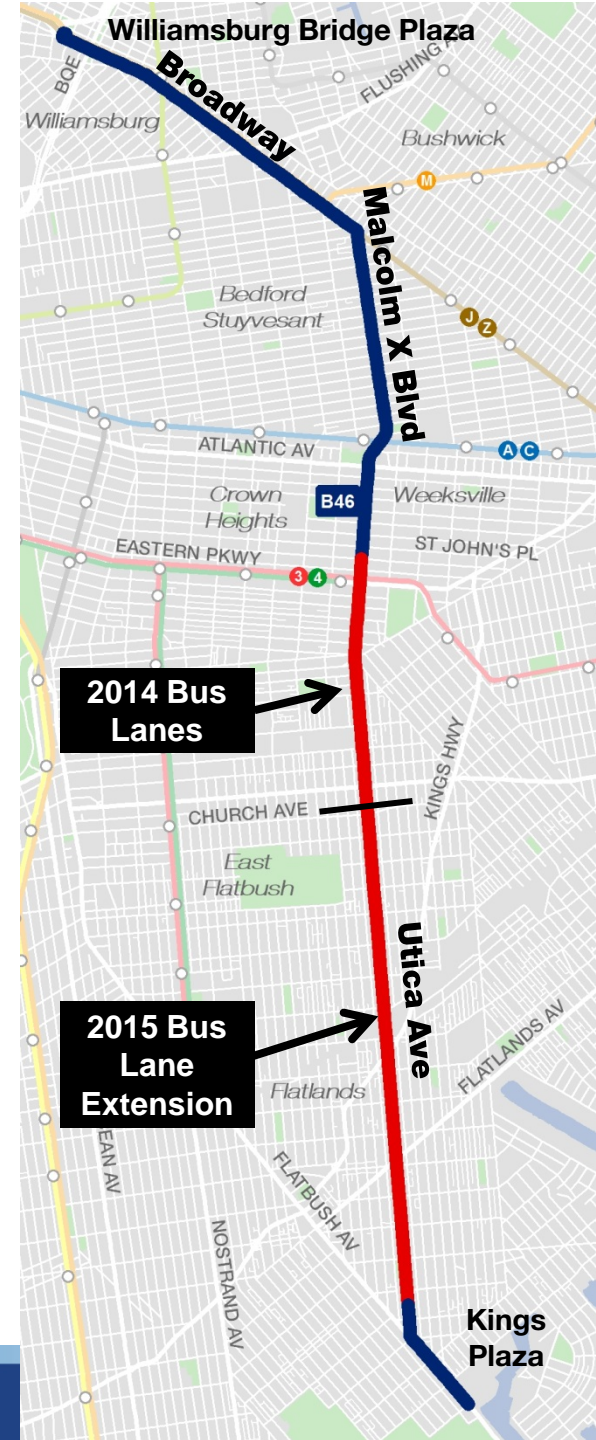 Williamsburg Bridge Plaza
BQE
Broadway
FLUSHING AV
Williamsburg
Bushwick
M
Malcolm X Blvd
Bedford
Stuyvesant
J
Z
ATLANTIC AV
A C
Crown
Heights
B46
Weeksville
EASTERN PKWY
ST JOHN'S PL
3 4
2014 Bus
Lanes
KINGS HWY
CHURCH AVE
East
Flatbush
Utica Ave
2015 Bus
Lane
Extension
FLATLANDS AV
Flatlands
EAN AV
FLATBUSH AV
NOSTRAND AV
Kings
Plaza